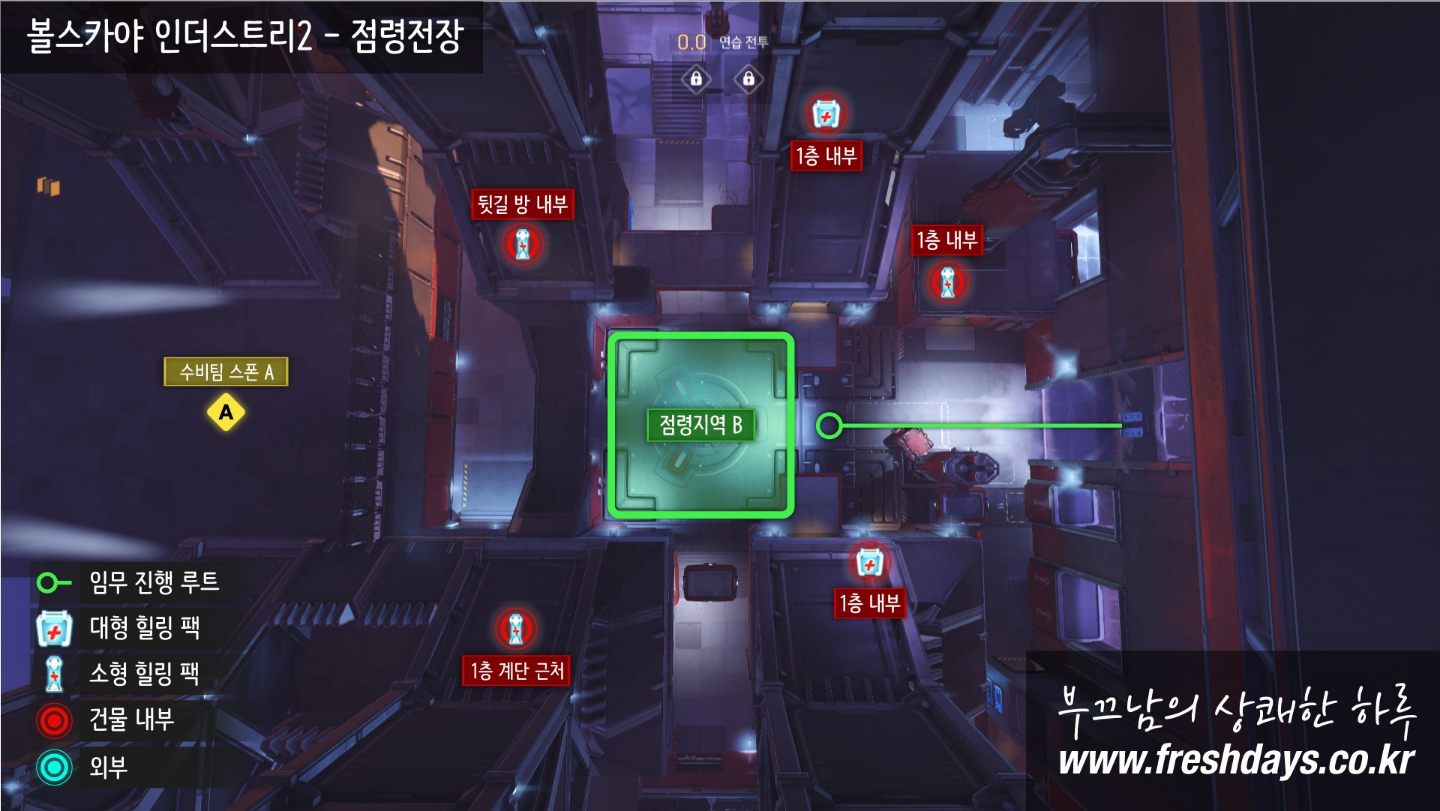 볼스카야 인더스트리2 - 점령전장
0.0 연습 전투
1층 내부
뒷길 방 내부
1층 내부
수비팀 스폰 A
A
점령지역 B
1층 내부
1층 계단 근처
임무 진행 루트
대형 힐링 팩
소형 힐링 팩
건물 내부
외부
부끄남의 상쾌한 하루
www.freshdays.co.kr